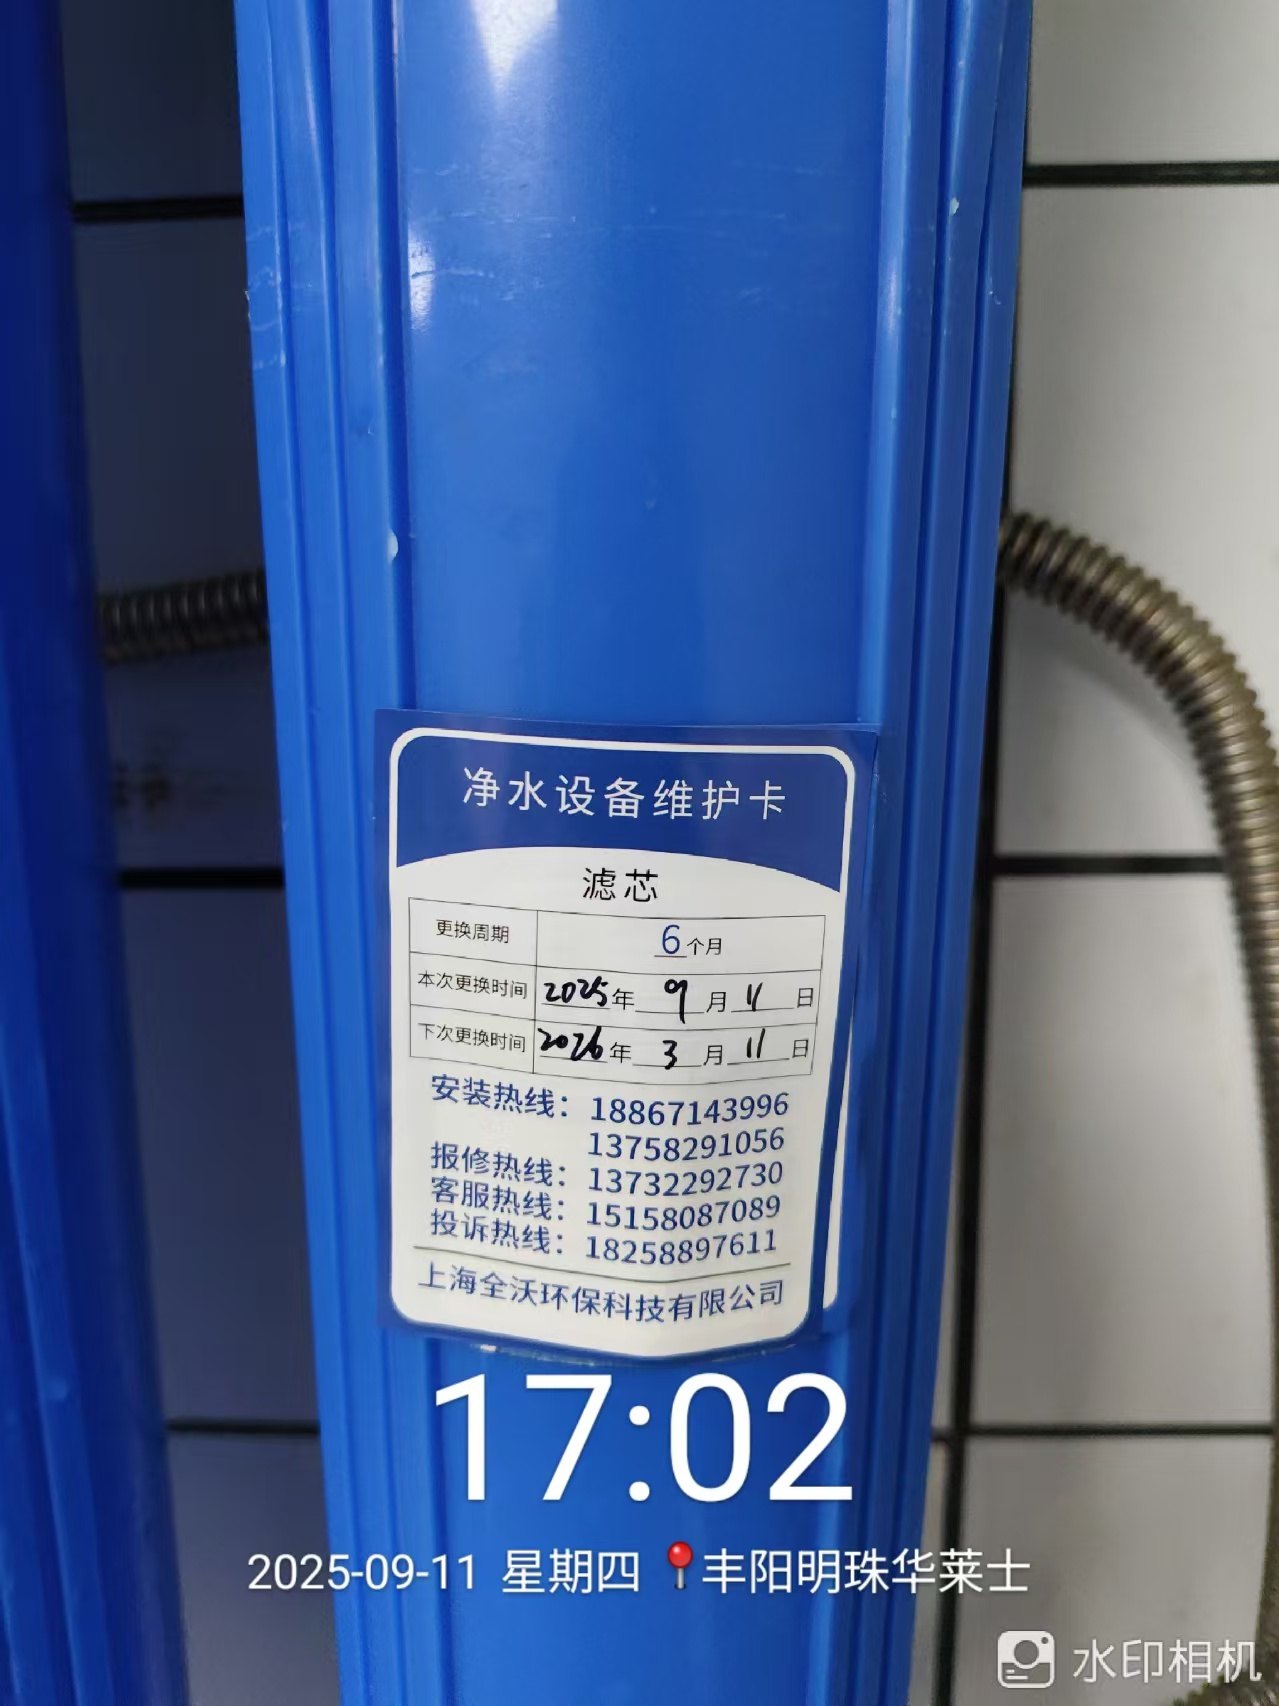 净水设备维护卡
滤芯
更换周期 6个月
本次更换时间 2025年 9月 11日
下次更换时间 2026年 3月 11日
安装热线：18867143996
13758291056
报修热线：13732292730
客服热线：15158087089
投诉热线：18258897611
上海全沃环保科技有限公司
17:02
2025-09-11 星期四 丰阳明珠华莱士
水印相机